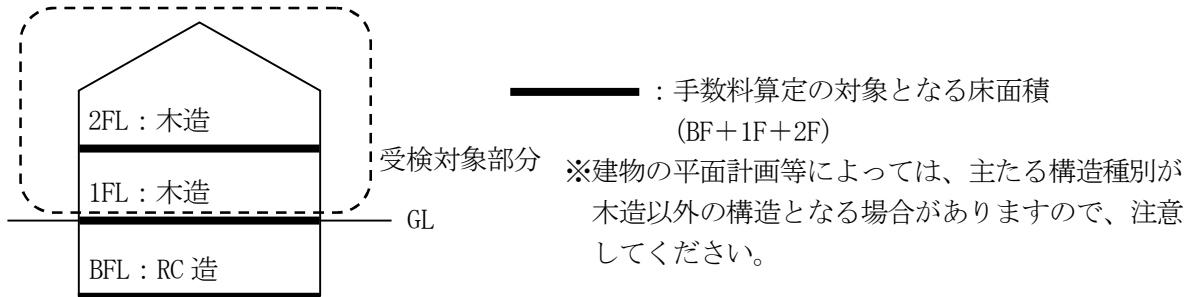 2FL：木造
1FL：木造
BFL：RC 造
受検対象部分
GL
：手数料算定の対象となる床面積
(BF＋1F＋2F)
※建物の平面計画等によっては、主たる構造種別が
木造以外の構造となる場合がありますので、注意
してください。